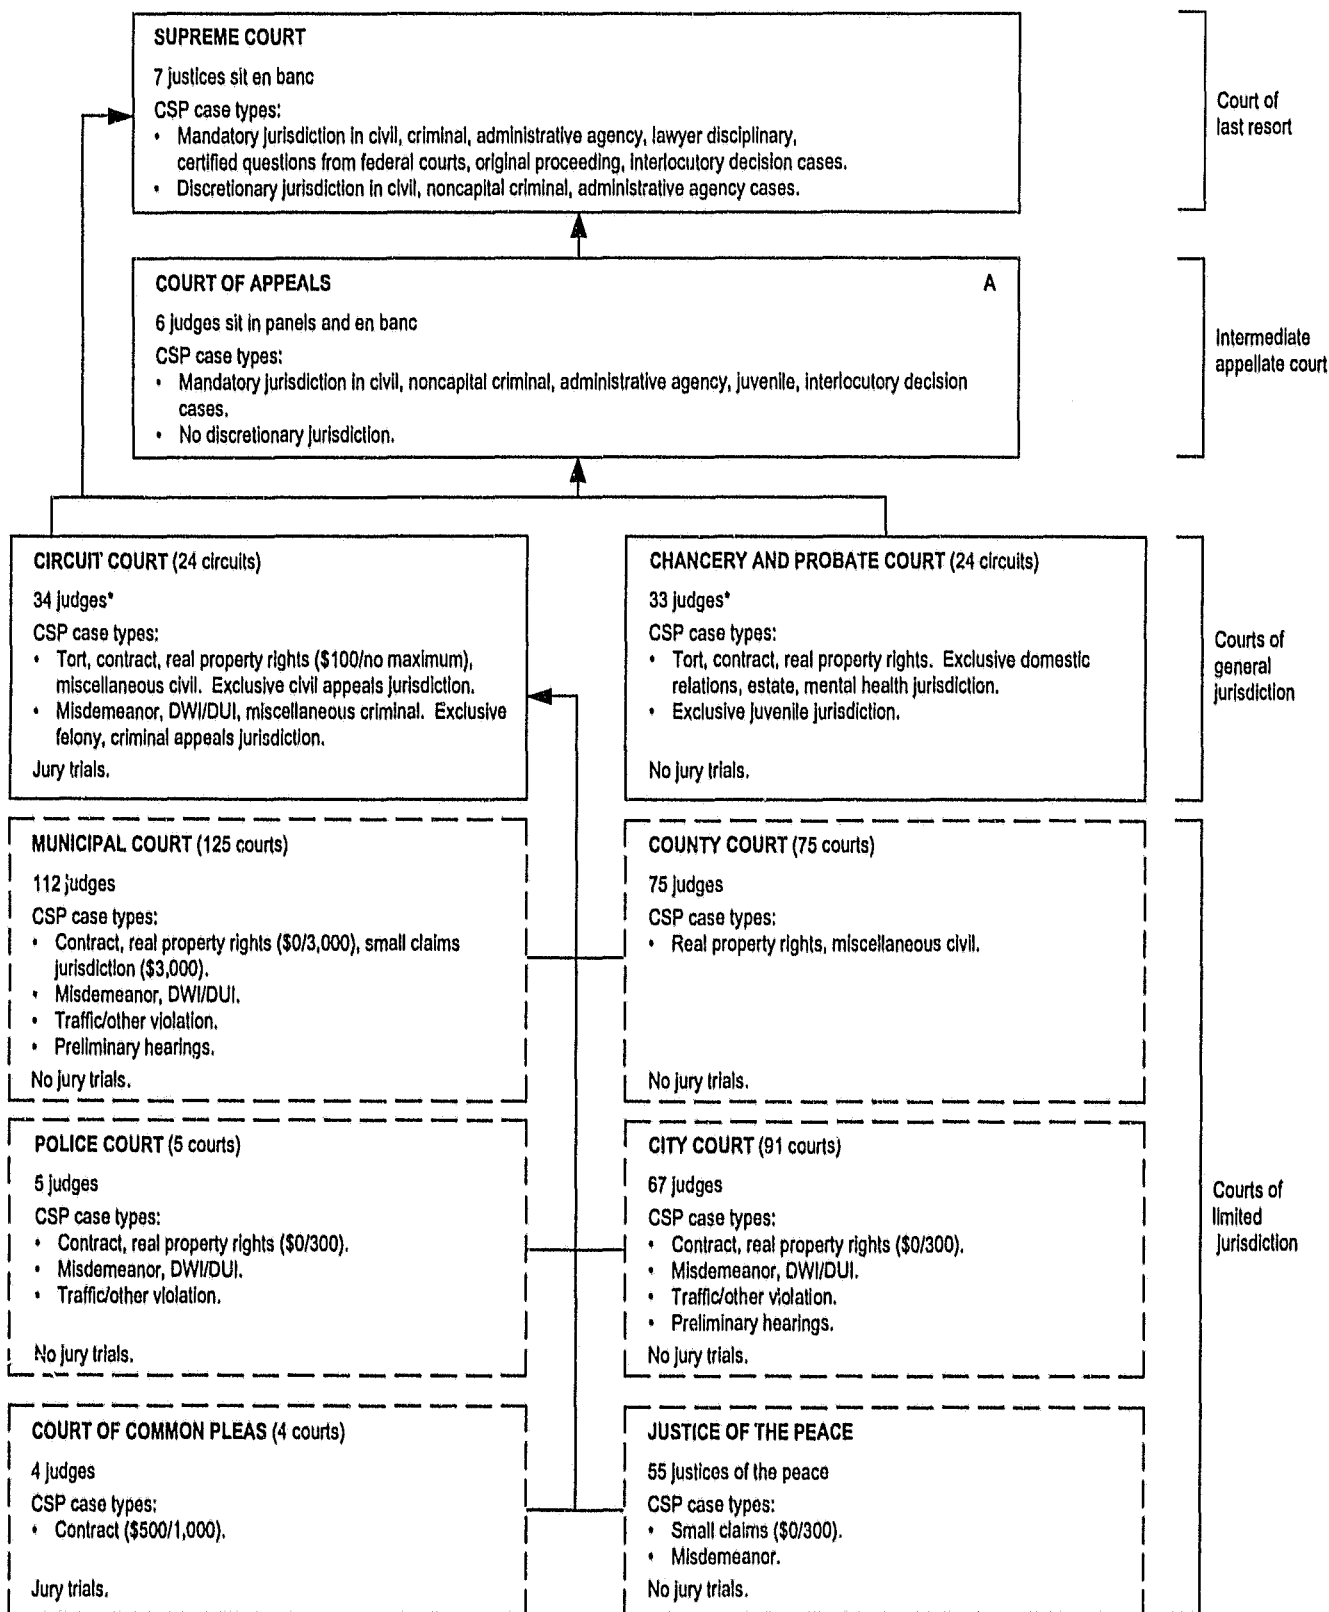 SUPREME COURT
7 justices sit en banc
CSP case types:
• Mandatory jurisdiction in civil, criminal, administrative agency, lawyer disciplinary,
certified questions from federal courts, original proceeding, interlocutory decision cases.
• Discretionary jurisdiction in civil, noncapital criminal, administrative agency cases.
Court of
last resort
COURT OF APPEALS A
6 judges sit in panels and en banc
CSP case types:
• Mandatory jurisdiction in civil, noncapital criminal, administrative agency, juvenile, interlocutory decision
cases.
• No discretionary jurisdiction.
Intermediate
appellate court
CIRCUIT COURT (24 circuits)
34 judges*
CSP case types:
• Tort, contract, real property rights ($100/no maximum),
miscellaneous civil. Exclusive civil appeals jurisdiction.
• Misdemeanor, DWI/DUI, miscellaneous criminal. Exclusive
felony, criminal appeals jurisdiction.
Jury trials.
CHANCERY AND PROBATE COURT (24 circuits)
33 judges*
CSP case types:
• Tort, contract, real property rights. Exclusive domestic
relations, estate, mental health jurisdiction.
• Exclusive juvenile jurisdiction.
No jury trials.
Courts of
general
jurisdiction
MUNICIPAL COURT (125 courts)
112 judges
CSP case types:
• Contract, real property rights ($0/3,000), small claims
jurisdiction ($3,000).
• Misdemeanor, DWI/DUI.
• Traffic/other violation.
• Preliminary hearings.
No jury trials.
COUNTY COURT (75 courts)
75 judges
CSP case types:
• Real property rights, miscellaneous civil.
No jury trials.
POLICE COURT (5 courts)
5 judges
CSP case types:
• Contract, real property rights ($0/300).
• Misdemeanor, DWI/DUI.
• Traffic/other violation.
No jury trials.
CITY COURT (91 courts)
67 judges
CSP case types:
• Contract, real property rights ($0/300).
• Misdemeanor, DWI/DUI.
• Traffic/other violation.
• Preliminary hearings.
No jury trials.
Courts of
limited
jurisdiction
COURT OF COMMON PLEAS (4 courts)
4 judges
CSP case types:
• Contract ($500/1,000).
Jury trials.
JUSTICE OF THE PEACE
55 justices of the peace
CSP case types:
• Small claims ($0/300).
• Misdemeanor.
No jury trials.